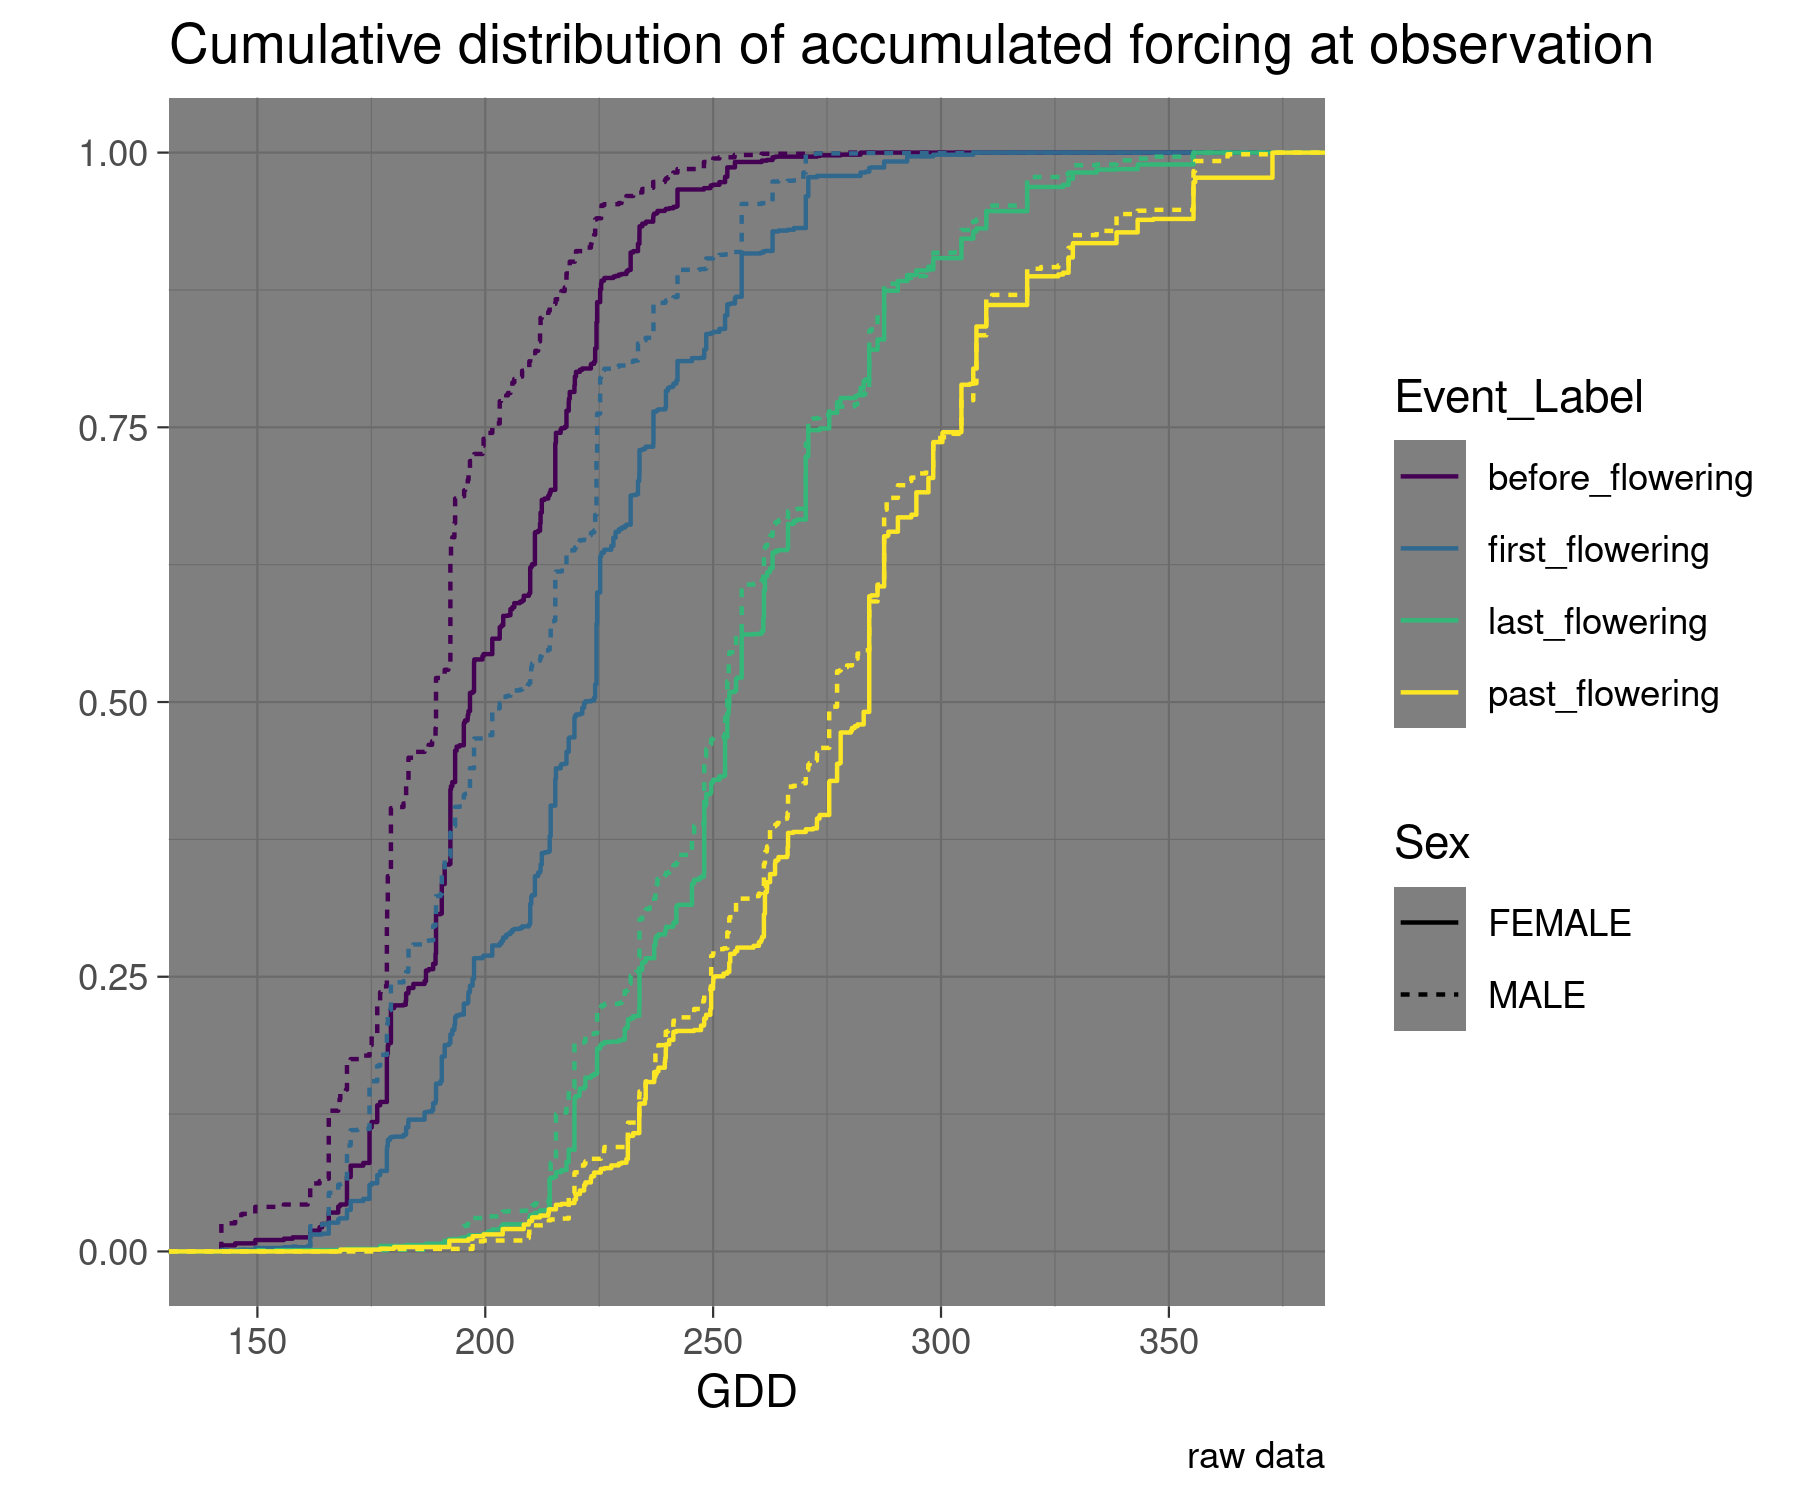 Cumulative distribution of accumulated forcing at observation
1.00
0.75
0.50
0.25
0.00
150 200 250 300 350
GDD
raw data
Event_Label
before_flowering
first_flowering
last_flowering
past_flowering
Sex
FEMALE
MALE